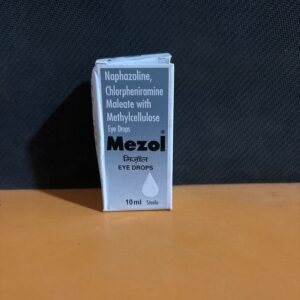 Naphazoline,
Chlorpheniramine
Maleate with
Methylcellulose
Eye Drops
Mezol®
मिज़ॉल
EYE DROPS
10 ml Sterile